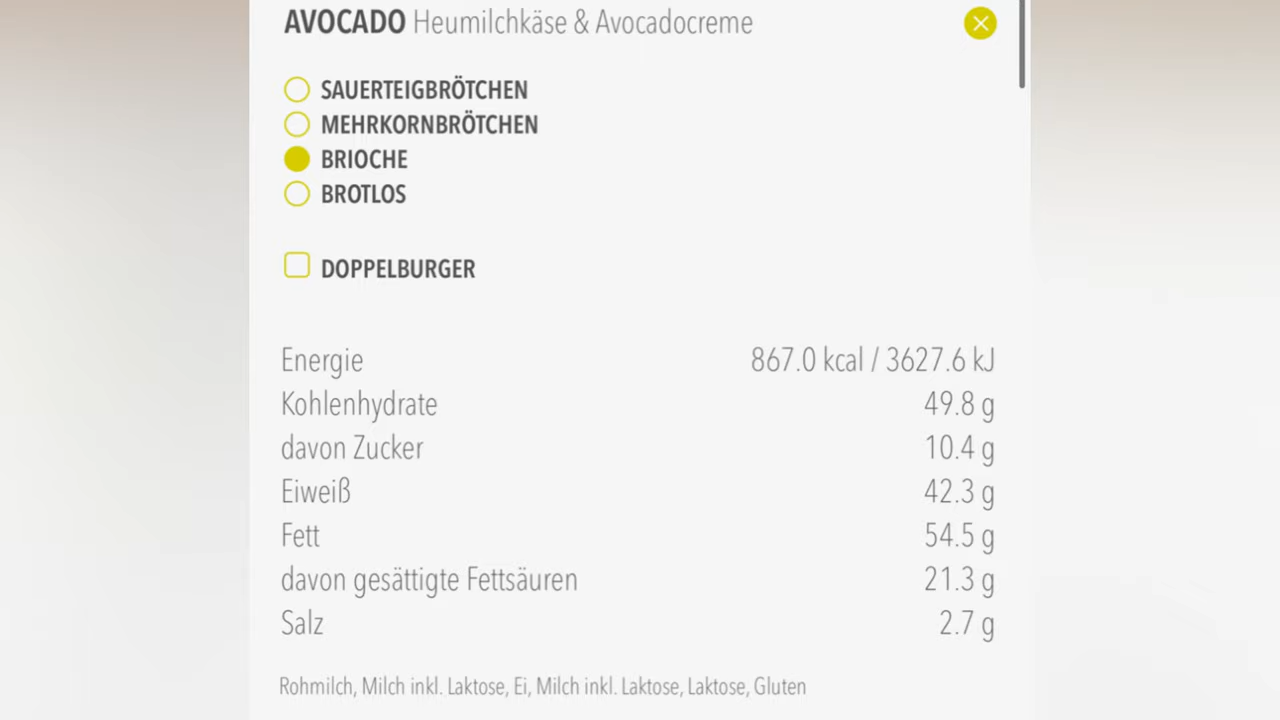 AVOCADO Heumilchkäse & Avocadocreme
SAUERTEIGBRÖTCHEN
MEHRKORNBRÖTCHEN
BRIOCHE
BROTLOS
DOPPELBURGER
Energie 867.0 kcal / 3627.6 kJ
Kohlenhydrate 49.8 g
davon Zucker 10.4 g
Eiweiß 42.3 g
Fett 54.5 g
davon gesättigte Fettsäuren 21.3 g
Salz 2.7 g
Rohmilch, Milch inkl. Laktose, Ei, Milch inkl. Laktose, Laktose, Gluten